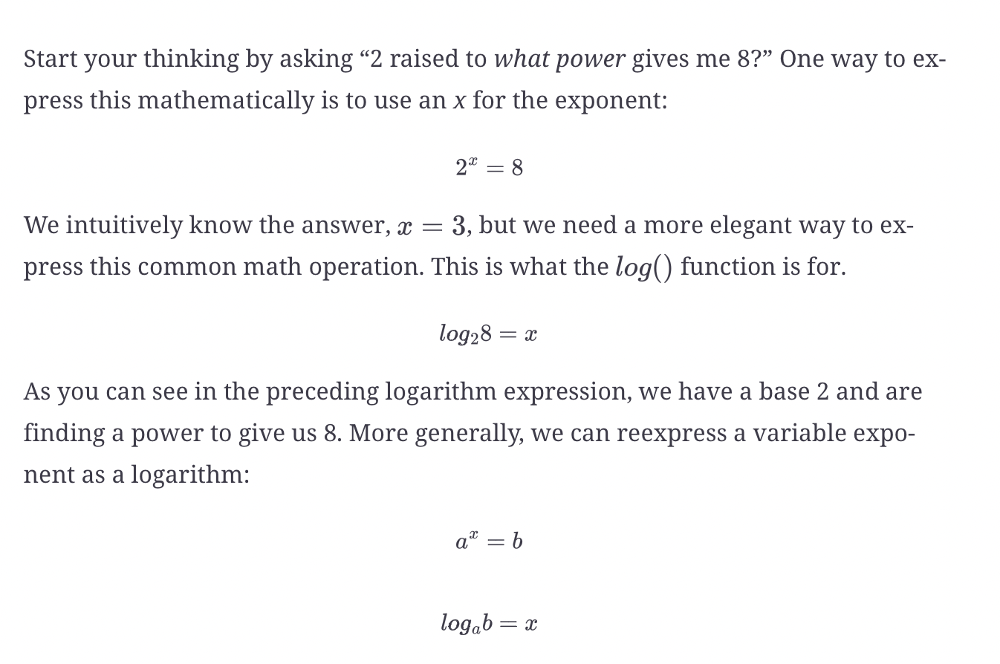 Start your thinking by asking “2 raised to what power gives me 8?” One way to ex-
press this mathematically is to use an x for the exponent:
2ˣ = 8
We intuitively know the answer, x = 3, but we need a more elegant way to ex-
press this common math operation. This is what the log() function is for.
log₂8 = x
As you can see in the preceding logarithm expression, we have a base 2 and are
finding a power to give us 8. More generally, we can reexpress a variable expo-
nent as a logarithm:
aˣ = b
logₐb = x